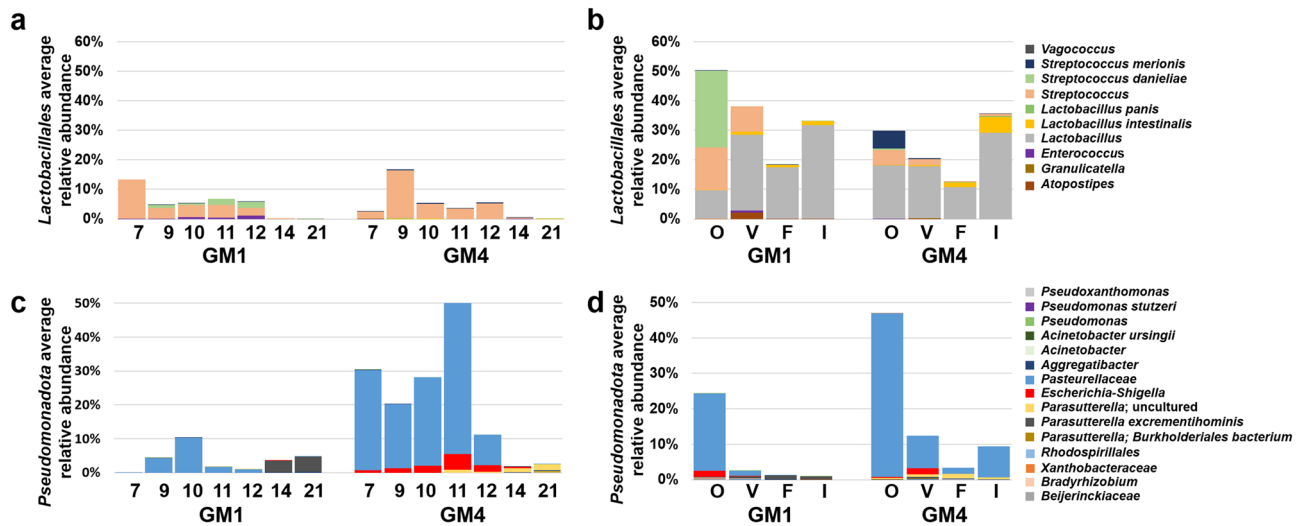 a
Lactobacillales average
relative abundance
60%
50%
40%
30%
20%
10%
0%
7 9 10 11 12 14 21
GM1
7 9 10 11 12 14 21
GM4
b
Lactobacillales average
relative abundance
60%
50%
40%
30%
20%
10%
0%
O V F I
GM1
O V F I
GM4
Vagococcus
Streptococcus merionis
Streptococcus danieliae
Streptococcus
Lactobacillus panis
Lactobacillus intestinalis
Lactobacillus
Enterococcus
Granulicatella
Atopostipes
c
Pseudomonadota average
relative abundance
50%
40%
30%
20%
10%
0%
7 9 10 11 12 14 21
GM1
7 9 10 11 12 14 21
GM4
d
Pseudomonadota average
relative abundance
50%
40%
30%
20%
10%
0%
O V F I
GM1
O V F I
GM4
Pseudoxanthomonas
Pseudomonas stutzeri
Pseudomonas
Acinetobacter ursingii
Acinetobacter
Aggregatibacter
Pasteurellaceae
Escherichia-Shigella
Parasutterella; uncultured
Parasutterella excrementihominis
Parasutterella; Burkholderiales bacterium
Rhodospirillales
Xanthobacteraceae
Bradyrhizobium
Beijerinckiaceae